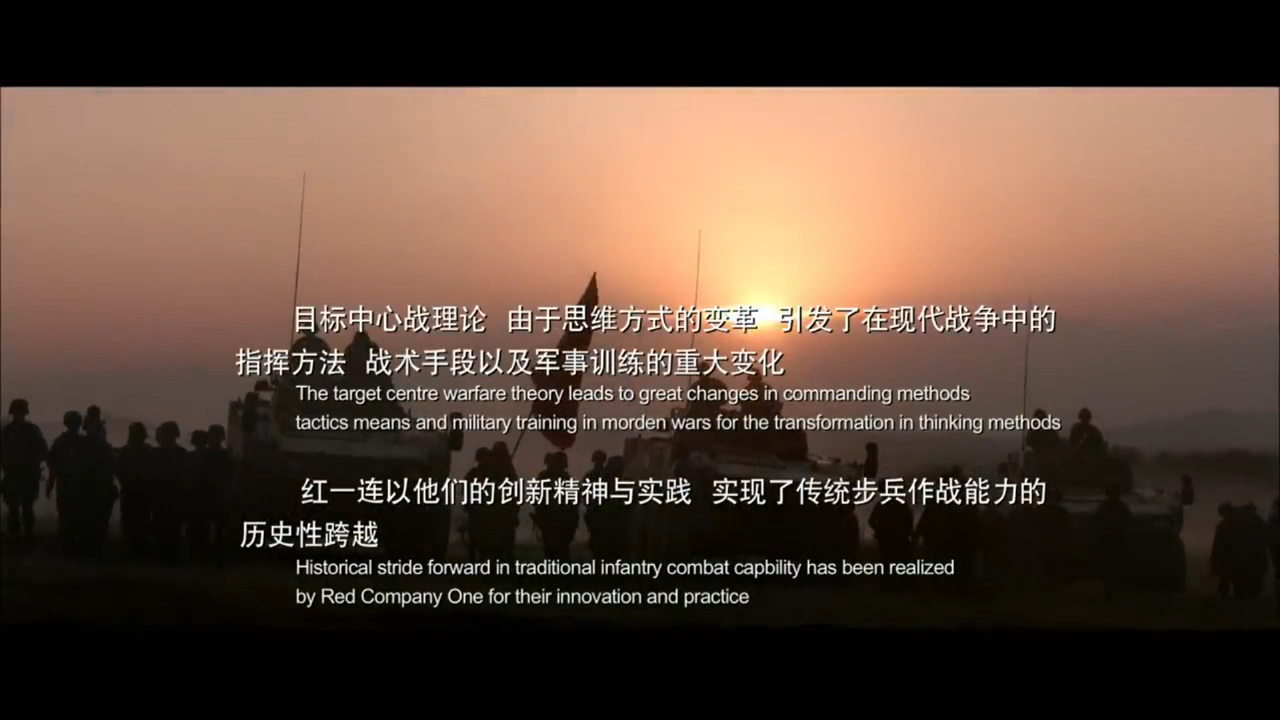 目标中心战理论 由于思维方式的变革 引发了在现代战争中的
指挥方法 战术手段以及军事训练的重大变化
The target centre warfare theory leads to great changes in commanding methods
tactics means and military training in morden wars for the transformation in thinking methods
红一连以他们的创新精神与实践 实现了传统步兵作战能力的
历史性跨越
Historical stride forward in traditional infantry combat capbility has been realized
by Red Company One for their innovation and practice